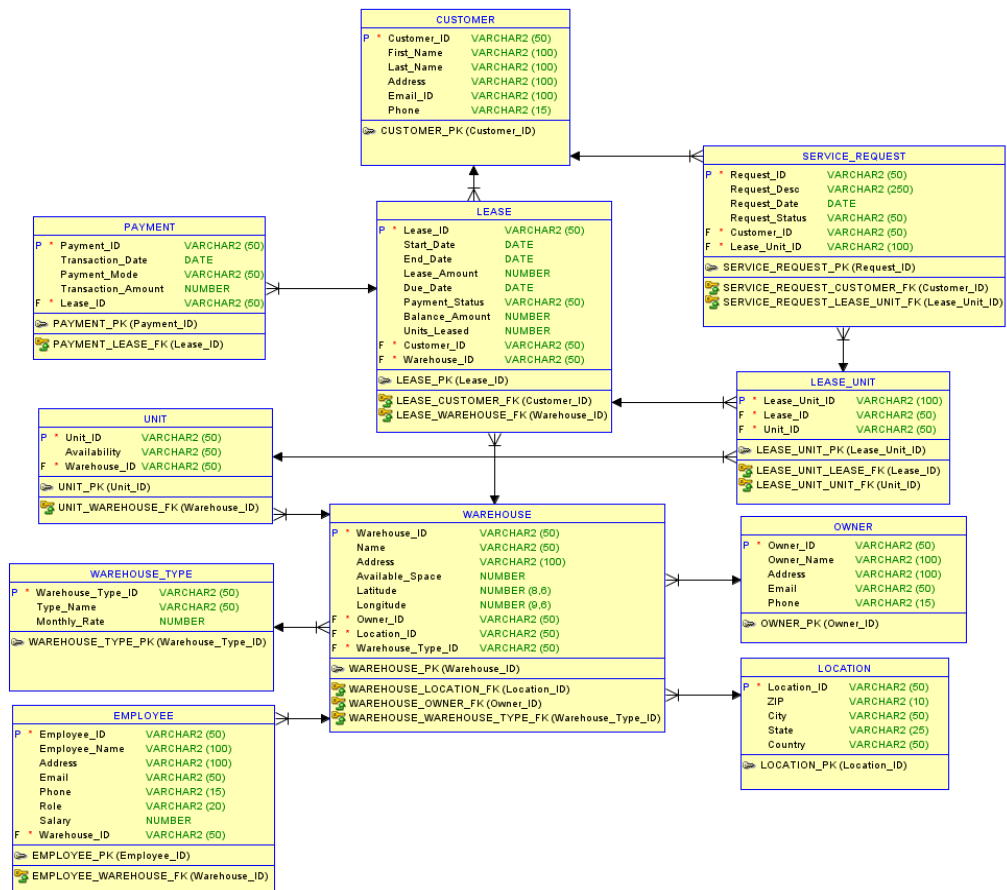 CUSTOMER
P * Customer_ID VARCHAR2 (50)
First_Name VARCHAR2 (100)
Last_Name VARCHAR2 (100)
Address VARCHAR2 (100)
Email_ID VARCHAR2 (100)
Phone VARCHAR2 (15)
CUSTOMER_PK (Customer_ID)
SERVICE_REQUEST
P * Request_ID VARCHAR2 (50)
Request_Desc VARCHAR2 (250)
Request_Date DATE
Request_Status VARCHAR2 (50)
F * Customer_ID VARCHAR2 (50)
F * Lease_Unit_ID VARCHAR2 (100)
SERVICE_REQUEST_PK (Request_ID)
SERVICE_REQUEST_CUSTOMER_FK (Customer_ID)
SERVICE_REQUEST_LEASE_UNIT_FK (Lease_Unit_ID)
LEASE
P * Lease_ID VARCHAR2 (50)
Start_Date DATE
End_Date DATE
Lease_Amount NUMBER
Due_Date DATE
Payment_Status VARCHAR2 (50)
Balance_Amount NUMBER
Units_Leased NUMBER
F * Customer_ID VARCHAR2 (50)
F * Warehouse_ID VARCHAR2 (50)
LEASE_PK (Lease_ID)
LEASE_CUSTOMER_FK (Customer_ID)
LEASE_WAREHOUSE_FK (Warehouse_ID)
PAYMENT
P * Payment_ID VARCHAR2 (50)
Transaction_Date DATE
Payment_Mode VARCHAR2 (50)
Transaction_Amount NUMBER
F * Lease_ID VARCHAR2 (50)
PAYMENT_PK (Payment_ID)
PAYMENT_LEASE_FK (Lease_ID)
LEASE_UNIT
P * Lease_Unit_ID VARCHAR2 (100)
F * Lease_ID VARCHAR2 (50)
F * Unit_ID VARCHAR2 (50)
LEASE_UNIT_PK (Lease_Unit_ID)
LEASE_UNIT_LEASE_FK (Lease_ID)
LEASE_UNIT_UNIT_FK (Unit_ID)
UNIT
P * Unit_ID VARCHAR2 (50)
Availability VARCHAR2 (50)
F * Warehouse_ID VARCHAR2 (50)
UNIT_PK (Unit_ID)
UNIT_WAREHOUSE_FK (Warehouse_ID)
WAREHOUSE
P * Warehouse_ID VARCHAR2 (50)
Name VARCHAR2 (50)
Address VARCHAR2 (100)
Available_Space NUMBER
Latitude NUMBER (8,6)
Longitude NUMBER (9,6)
F * Owner_ID VARCHAR2 (50)
F * Location_ID VARCHAR2 (50)
F * Warehouse_Type_ID VARCHAR2 (50)
WAREHOUSE_PK (Warehouse_ID)
WAREHOUSE_LOCATION_FK (Location_ID)
WAREHOUSE_OWNER_FK (Owner_ID)
WAREHOUSE_WAREHOUSE_TYPE_FK (Warehouse_Type_ID)
OWNER
P * Owner_ID VARCHAR2 (50)
Owner_Name VARCHAR2 (100)
Address VARCHAR2 (100)
Email VARCHAR2 (50)
Phone VARCHAR2 (15)
OWNER_PK (Owner_ID)
WAREHOUSE_TYPE
P * Warehouse_Type_ID VARCHAR2 (50)
Type_Name VARCHAR2 (50)
Monthly_Rate NUMBER
WAREHOUSE_TYPE_PK (Warehouse_Type_ID)
LOCATION
P * Location_ID VARCHAR2 (50)
ZIP VARCHAR2 (10)
City VARCHAR2 (50)
State VARCHAR2 (25)
Country VARCHAR2 (50)
LOCATION_PK (Location_ID)
EMPLOYEE
P * Employee_ID VARCHAR2 (50)
Employee_Name VARCHAR2 (100)
Address VARCHAR2 (100)
Email VARCHAR2 (50)
Phone VARCHAR2 (15)
Role VARCHAR2 (20)
Salary NUMBER
F * Warehouse_ID VARCHAR2 (50)
EMPLOYEE_PK (Employee_ID)
EMPLOYEE_WAREHOUSE_FK (Warehouse_ID)